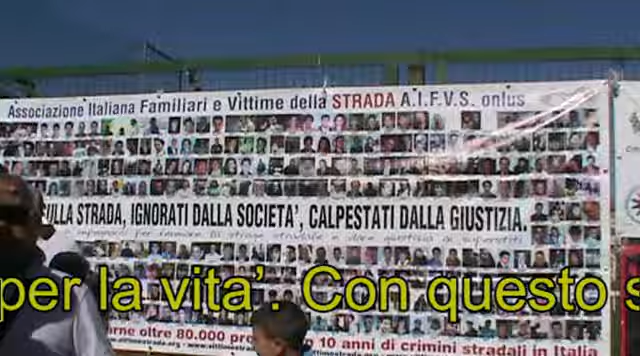 Associazione Italiana Familiari e Vittime della STRADA A.I.F.V.S. onlus
SULLA STRADA, IGNORATI DALLA SOCIETA', CALPESTATI DALLA GIUSTIZIA.
per la vita'. Con questo s
oltre 80.000 10 anni di crimini stradali in Italia